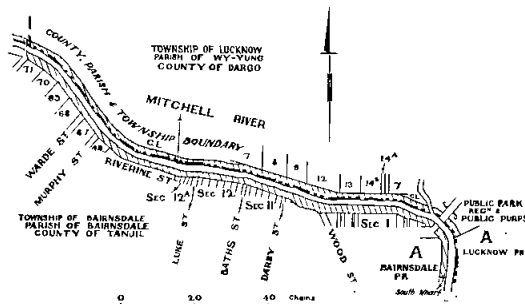 COUNTY, PARISH & TOWNSHIP BOUNDARY
TOWNSHIP OF LUCKNOW
PARISH OF WY-YUNG
COUNTY OF DARGO
MITCHELL RIVER
C.L
71
70
69
68
67
WARDE ST
MURPHY ST
RIVERINE ST
7
8
9
12
13
14B
14A
7
SEC 12A
SEC 12
SEC 11
SEC 1
LUKE ST
BATHS ST
DARBY ST
WOOD ST
TOWNSHIP OF BAIRNSDALE
PARISH OF BAIRNSDALE
COUNTY OF TANJIL
PUBLIC PARK
RECN &
PUBLIC PURPS
A
A
LUCKNOW PR
BAIRNSDALE
PR
South Wharf
0 20 40 Chains